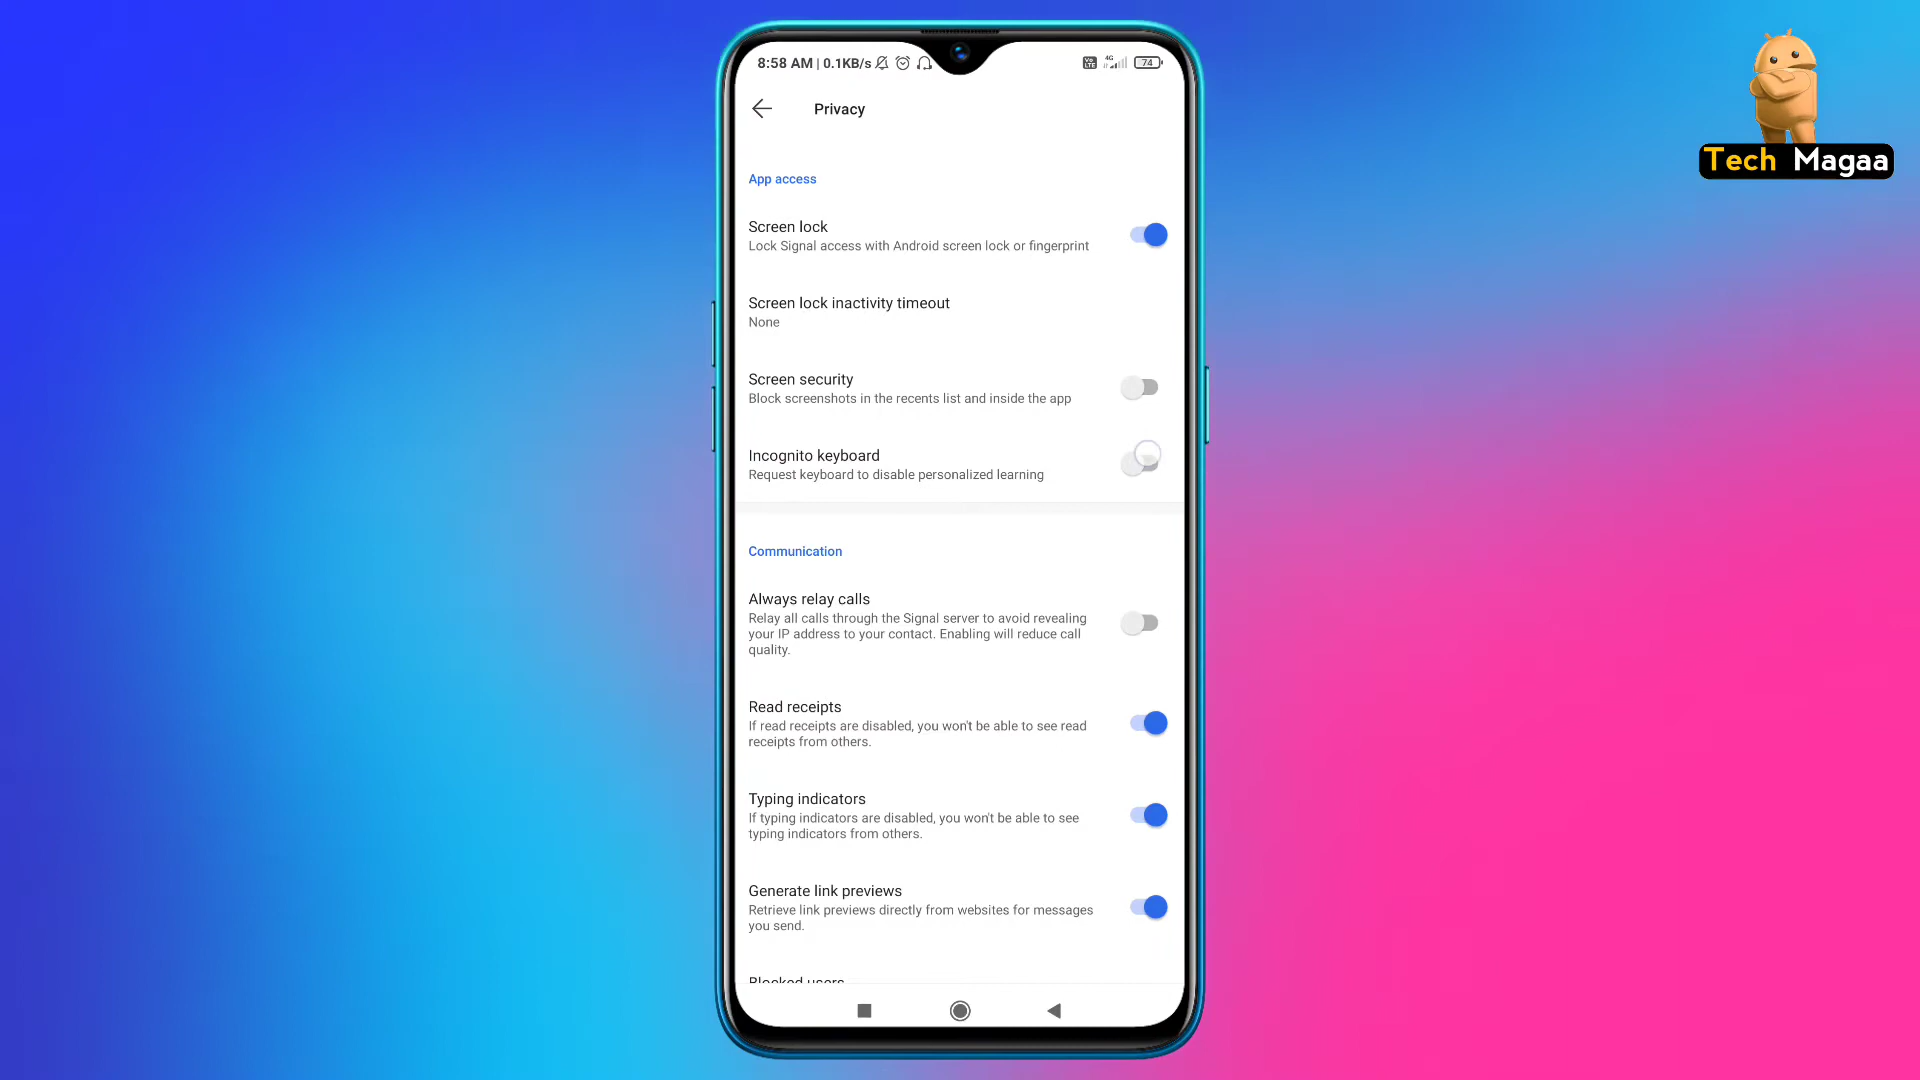 8:58 AM | 0.1KB/s
Vo LTE 4G 74
Tech Magaa
Privacy
App access
Screen lock
Lock Signal access with Android screen lock or fingerprint
Screen lock inactivity timeout
None
Screen security
Block screenshots in the recents list and inside the app
Incognito keyboard
Request keyboard to disable personalized learning
Communication
Always relay calls
Relay all calls through the Signal server to avoid revealing
your IP address to your contact. Enabling will reduce call
quality.
Read receipts
If read receipts are disabled, you won't be able to see read
receipts from others.
Typing indicators
If typing indicators are disabled, you won't be able to see
typing indicators from others.
Generate link previews
Retrieve link previews directly from websites for messages
you send.
Blocked users